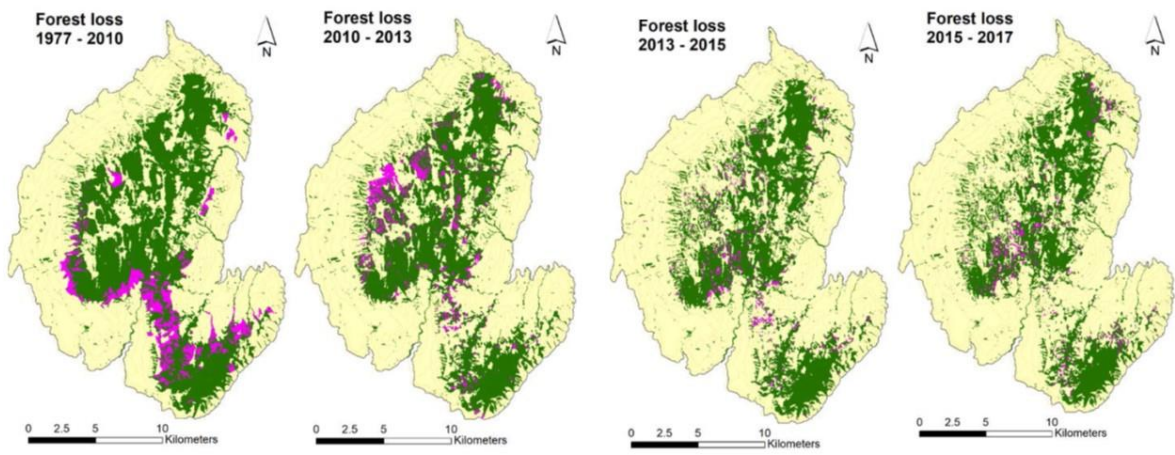 Forest loss
1977 - 2010
N
0 2.5 5 10
Kilometers
Forest loss
2010 - 2013
N
0 2.5 5 10
Kilometers
Forest loss
2013 - 2015
N
0 2.5 5 10
Kilometers
Forest loss
2015 - 2017
N
0 2.5 5 10
Kilometers